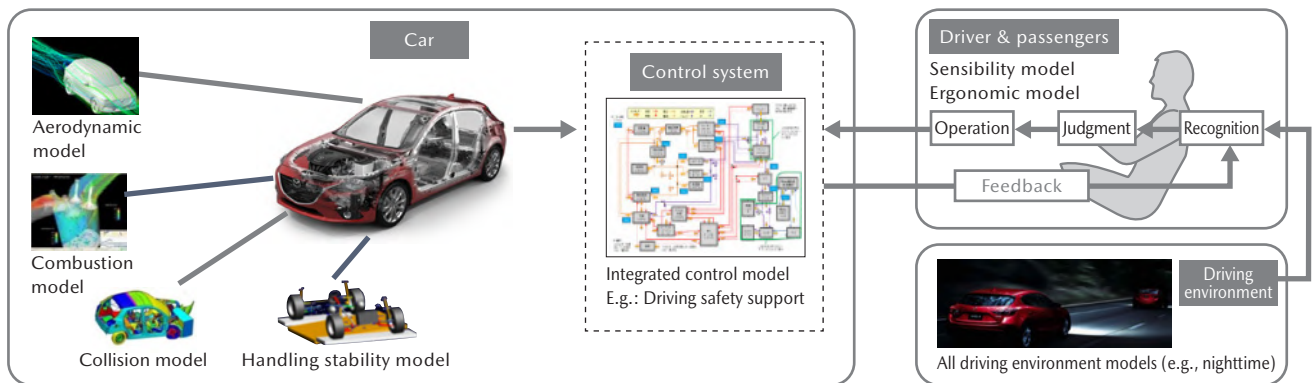 Car
Aerodynamic
model
Combustion
model
Collision model
Handling stability model
Control system
Integrated control model
E.g.: Driving safety support
Driver & passengers
Sensibility model
Ergonomic model
Operation
Judgment
Recognition
Feedback
Driving
environment
All driving environment models (e.g., nighttime)